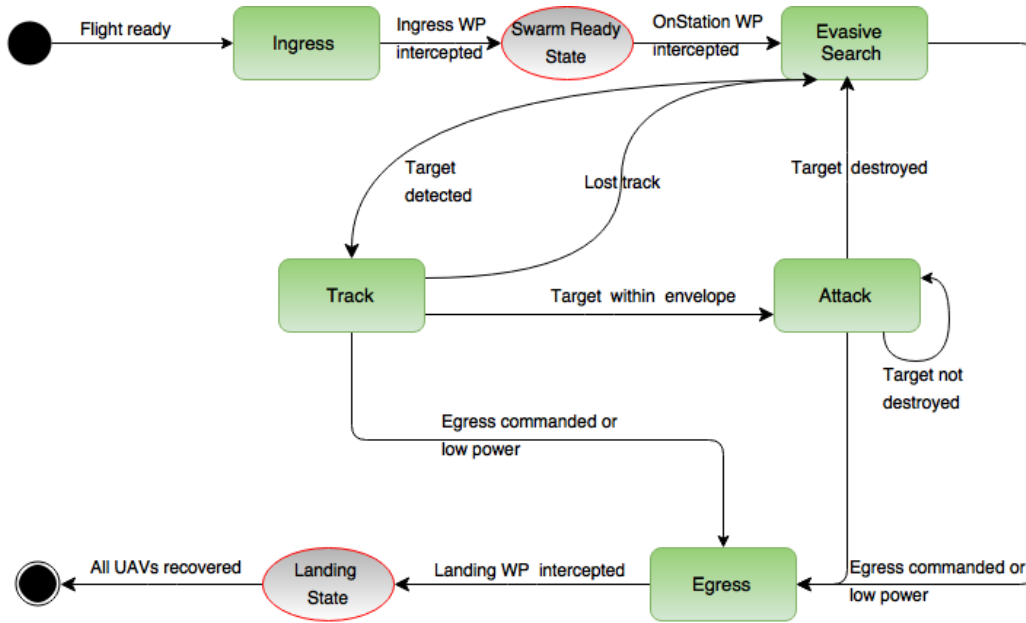 Flight ready
Ingress
Ingress WP
intercepted
Swarm Ready
State
OnStation WP
intercepted
Evasive
Search
Target
detected
Lost track
Target destroyed
Track
Target within envelope
Attack
Target not
destroyed
Egress commanded or
low power
All UAVs recovered
Landing
State
Landing WP intercepted
Egress
Egress commanded or
low power